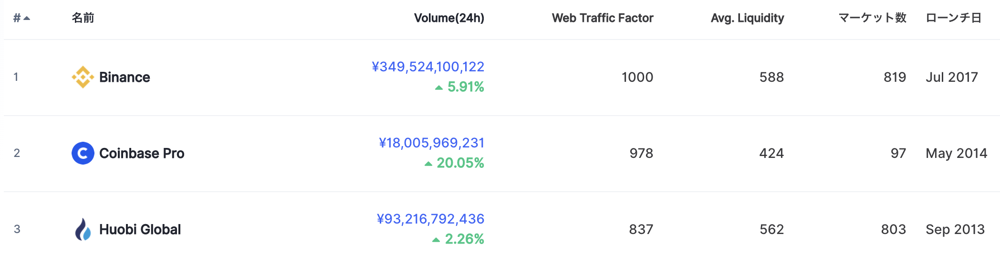 # 名前 Volume(24h) Web Traffic Factor Avg. Liquidity マーケット数 ローンチ日
1 Binance ¥349,524,100,122 1000 588 819 Jul 2017
▲ 5.91%
2 Coinbase Pro ¥18,005,969,231 978 424 97 May 2014
▲ 20.05%
3 Huobi Global ¥93,216,792,436 837 562 803 Sep 2013
▲ 2.26%